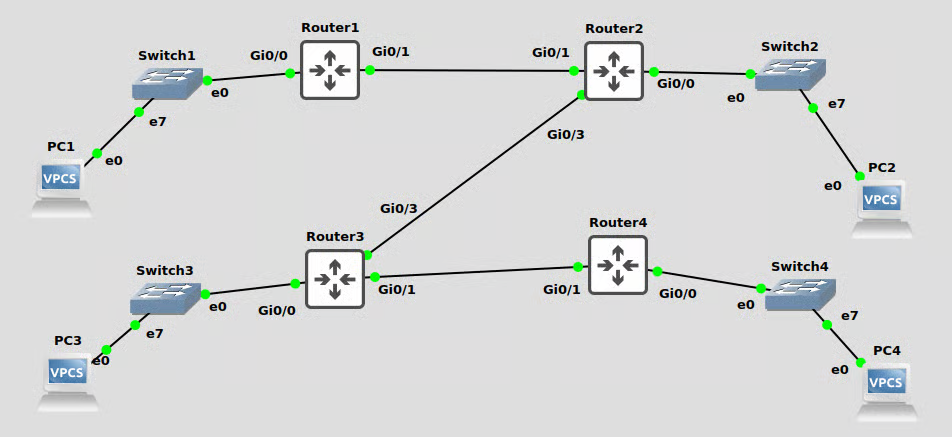 Router1
Router2
Switch1
Gi0/0
Gi0/1
Gi0/1
Switch2
e0
Gi0/0
e0
e7
e7
Gi0/3
PC1
e0
VPCS
PC2
e0
VPCS
Gi0/3
Router3
Router4
Switch3
Switch4
e0
Gi0/0
Gi0/1
Gi0/1
Gi0/0
e0
e7
e7
PC3
e0
VPCS
PC4
e0
VPCS